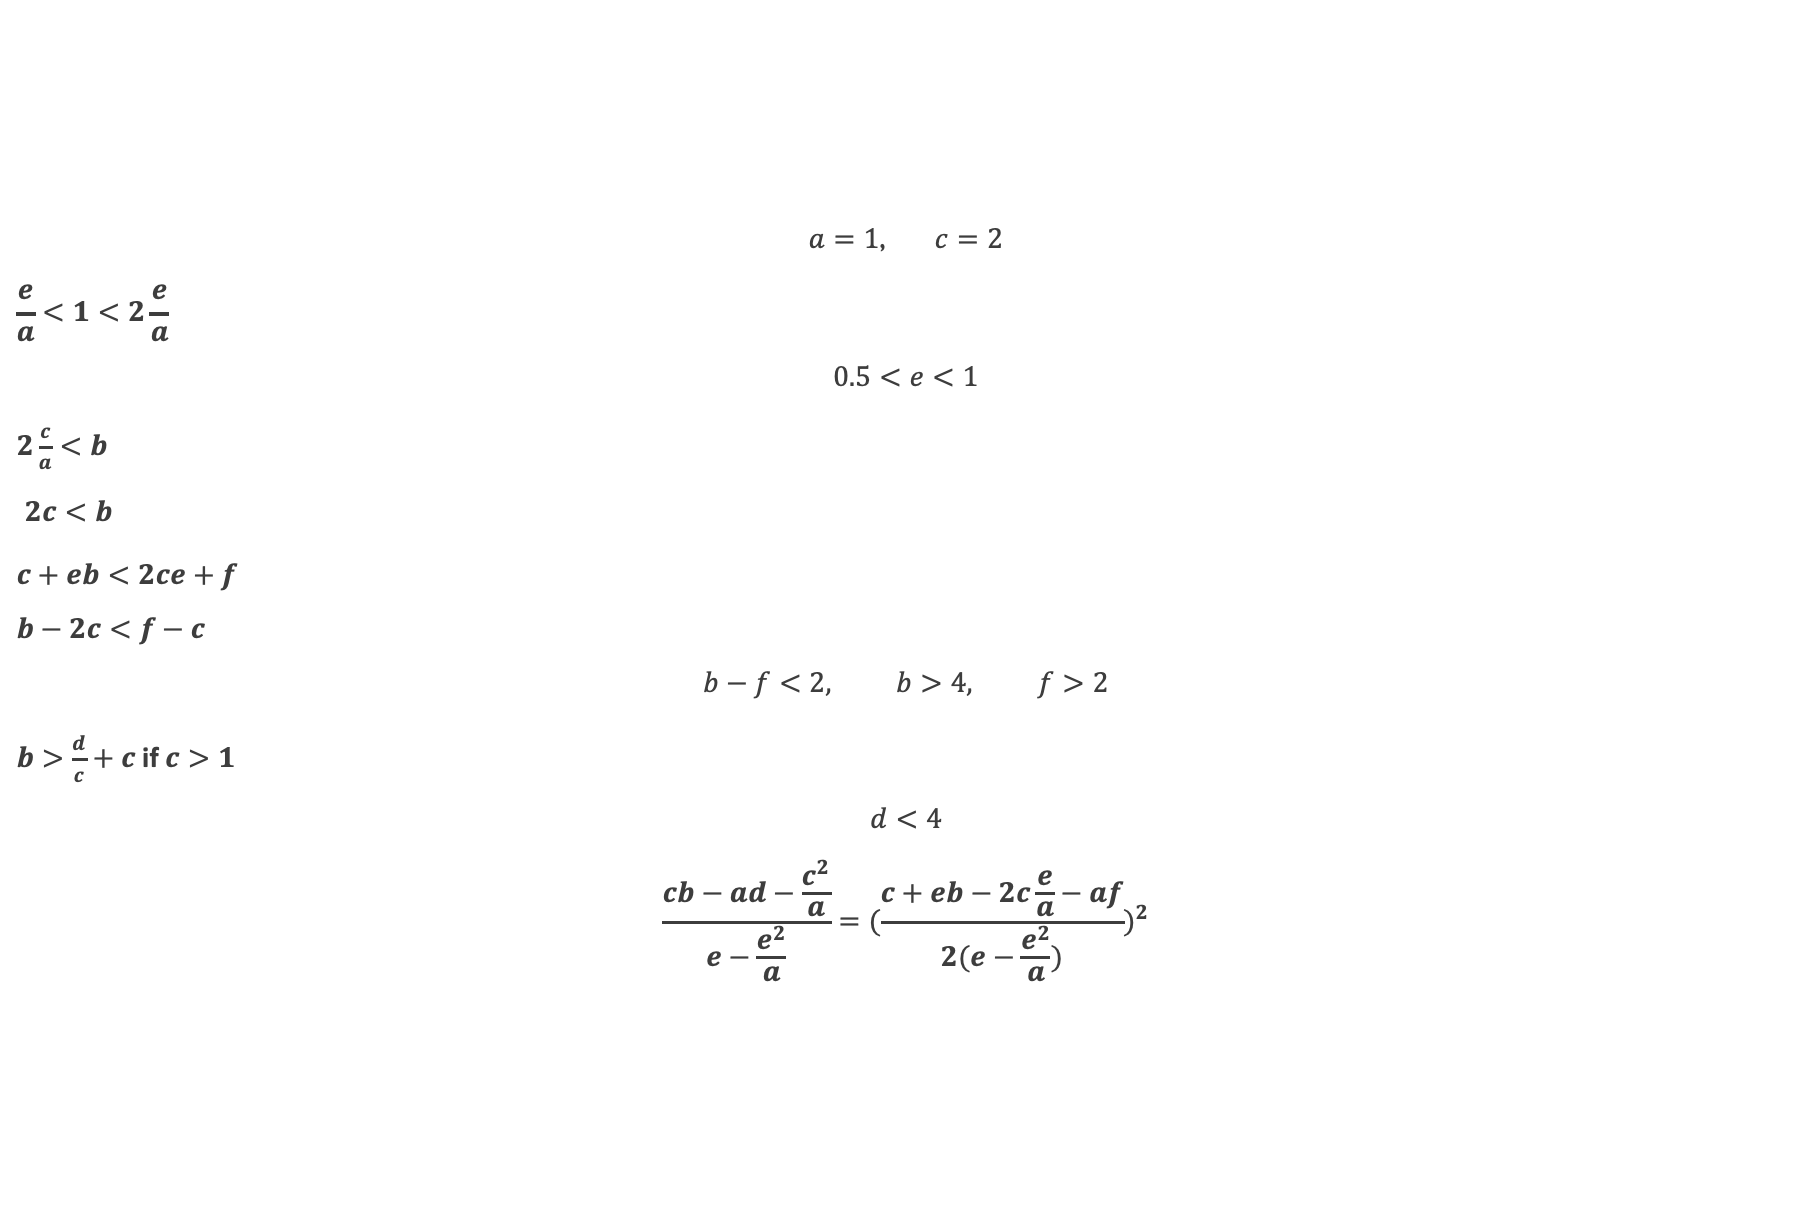 a = 1, c = 2
e/a < 1 < 2 e/a
0.5 < e < 1
2 c/a < b
2c < b
c + eb < 2ce + f
b − 2c < f − c
b − f < 2, b > 4, f > 2
b > d/c + c if c > 1
d < 4
(cb − ad − c²/a)/(e − e²/a) = ((c + eb − 2c e/a − af)/(2(e − e²/a)))²